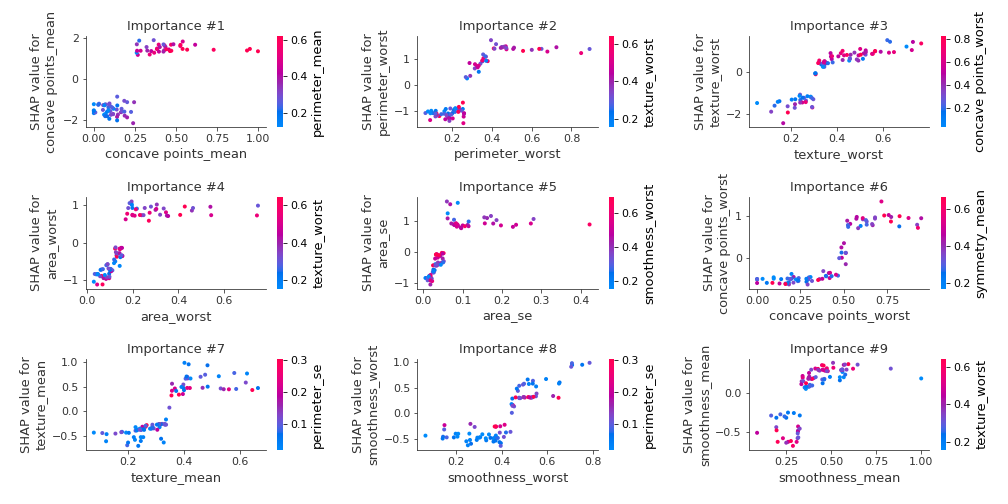 Importance #1
SHAP value for
concave points_mean
2
0
−2
0.00
0.25
0.50
0.75
1.00
concave points_mean
0.6
0.4
0.2
perimeter_mean
Importance #2
SHAP value for
perimeter_worst
1
0
−1
0.2
0.4
0.6
0.8
perimeter_worst
0.6
0.4
0.2
texture_worst
Importance #3
SHAP value for
texture_worst
0
−2
0.2
0.4
0.6
texture_worst
0.8
0.6
0.4
0.2
concave points_worst
Importance #4
SHAP value for
area_worst
1
0
−1
0.0
0.2
0.4
0.6
area_worst
0.6
0.4
0.2
texture_worst
Importance #5
SHAP value for
area_se
1
0
−1
0.0
0.1
0.2
0.3
0.4
area_se
0.6
0.4
0.2
smoothness_worst
Importance #6
SHAP value for
concave points_worst
1
0
0.00
0.25
0.50
0.75
concave points_worst
0.6
0.4
0.2
symmetry_mean
Importance #7
SHAP value for
texture_mean
1.0
0.5
0.0
−0.5
0.2
0.4
0.6
texture_mean
0.3
0.2
0.1
perimeter_se
Importance #8
SHAP value for
smoothness_worst
1.0
0.5
0.0
−0.5
0.2
0.4
0.6
0.8
smoothness_worst
0.3
0.2
0.1
perimeter_se
Importance #9
SHAP value for
smoothness_mean
0.0
−0.5
0.25
0.50
0.75
1.00
smoothness_mean
0.6
0.4
0.2
texture_worst